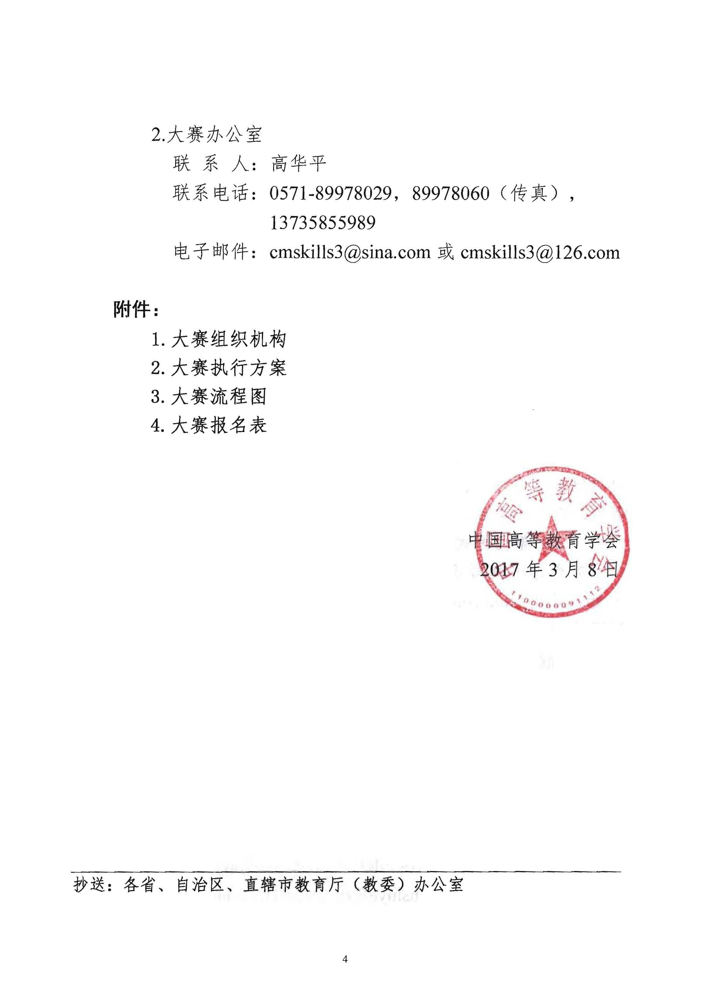 2.大赛办公室
联 系 人：高华平
联系电话：0571-89978029，89978060（传真），
13735855989
电子邮件：cmskills3@sina.com 或 cmskills3@126.com
附件：
1. 大赛组织机构
2. 大赛执行方案
3. 大赛流程图
4. 大赛报名表
中国高等教育学会
中国高等教育学会
2017 年 3 月 8 日
1100000091112
抄送：各省、自治区、直辖市教育厅（教委）办公室
4